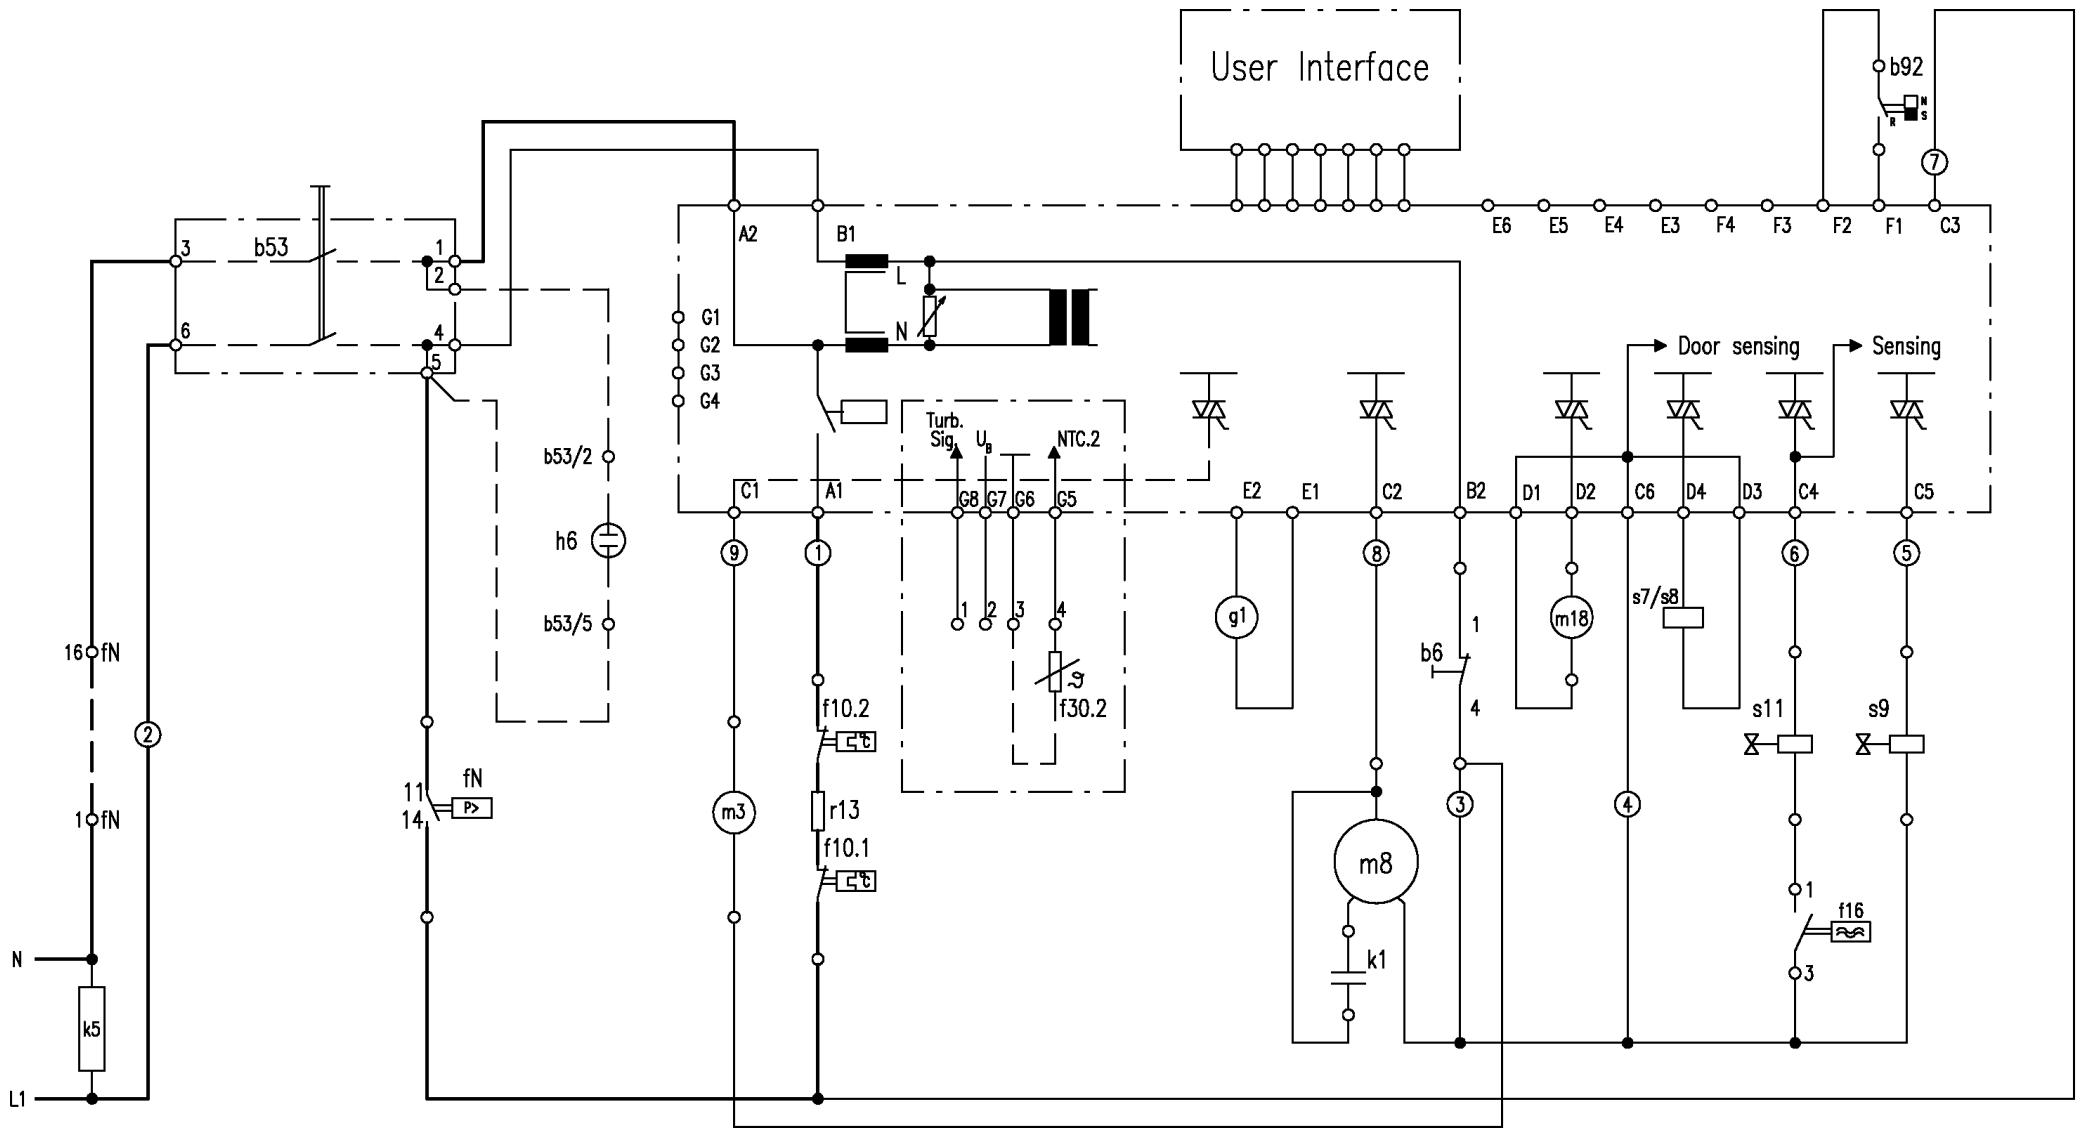 User Interface
b92
N
S
R
7
A2
B1
E6
E5
E4
E3
F4
F3
F2
F1
C3
3
b53
1
2
L
6
4
N
5
G1
G2
G3
G4
Door sensing
Sensing
Turb.
Sig.
UB
NTC.2
b53/2
C1
A1
G8
G7
G6
G5
E2
E1
C2
B2
D1
D2
C6
D4
D3
C4
C5
h6
9
1
8
6
5
b53/5
1
2
3
4
g1
m18
s7/s8
1
b6
16
fN
2
f10.2
°C
f30.2
ϑ
4
s11
s9
fN
11
P>
14
1
fN
m3
r13
3
4
f10.1
°C
m8
1
f16
N
k1
3
k5
L1